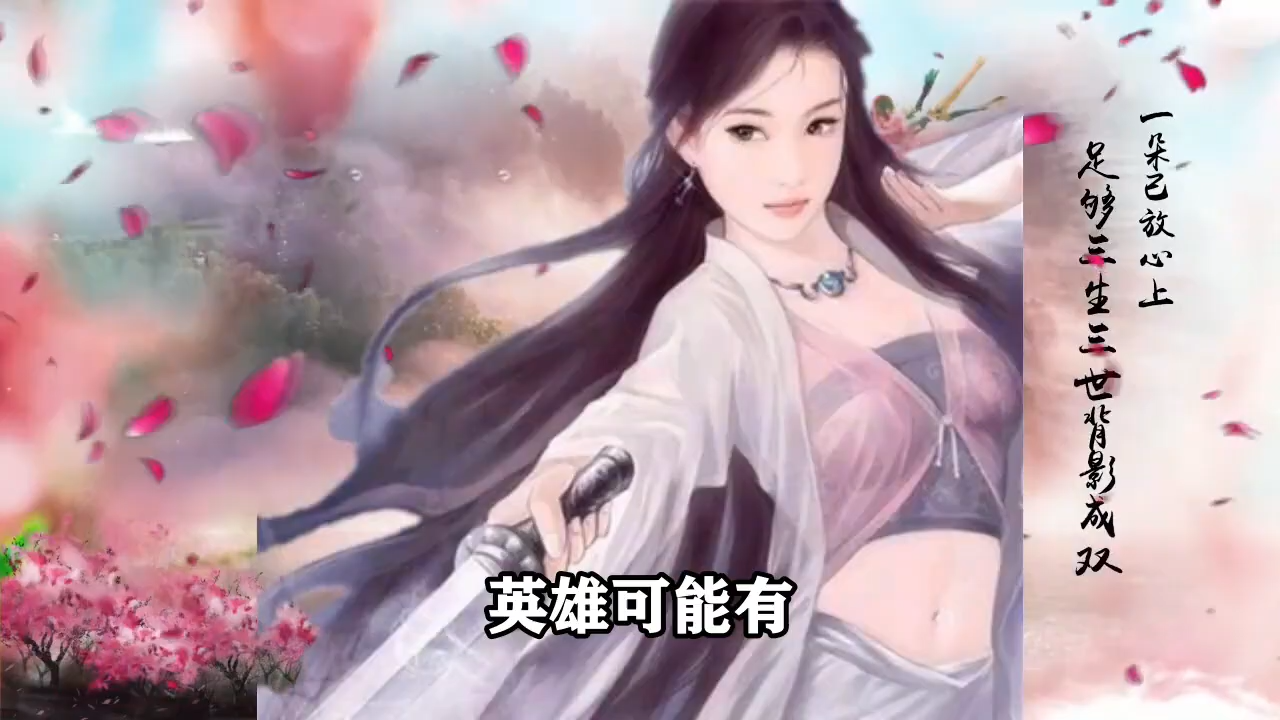 一朵已放心上
足够三生三世背影成双
英雄可能有